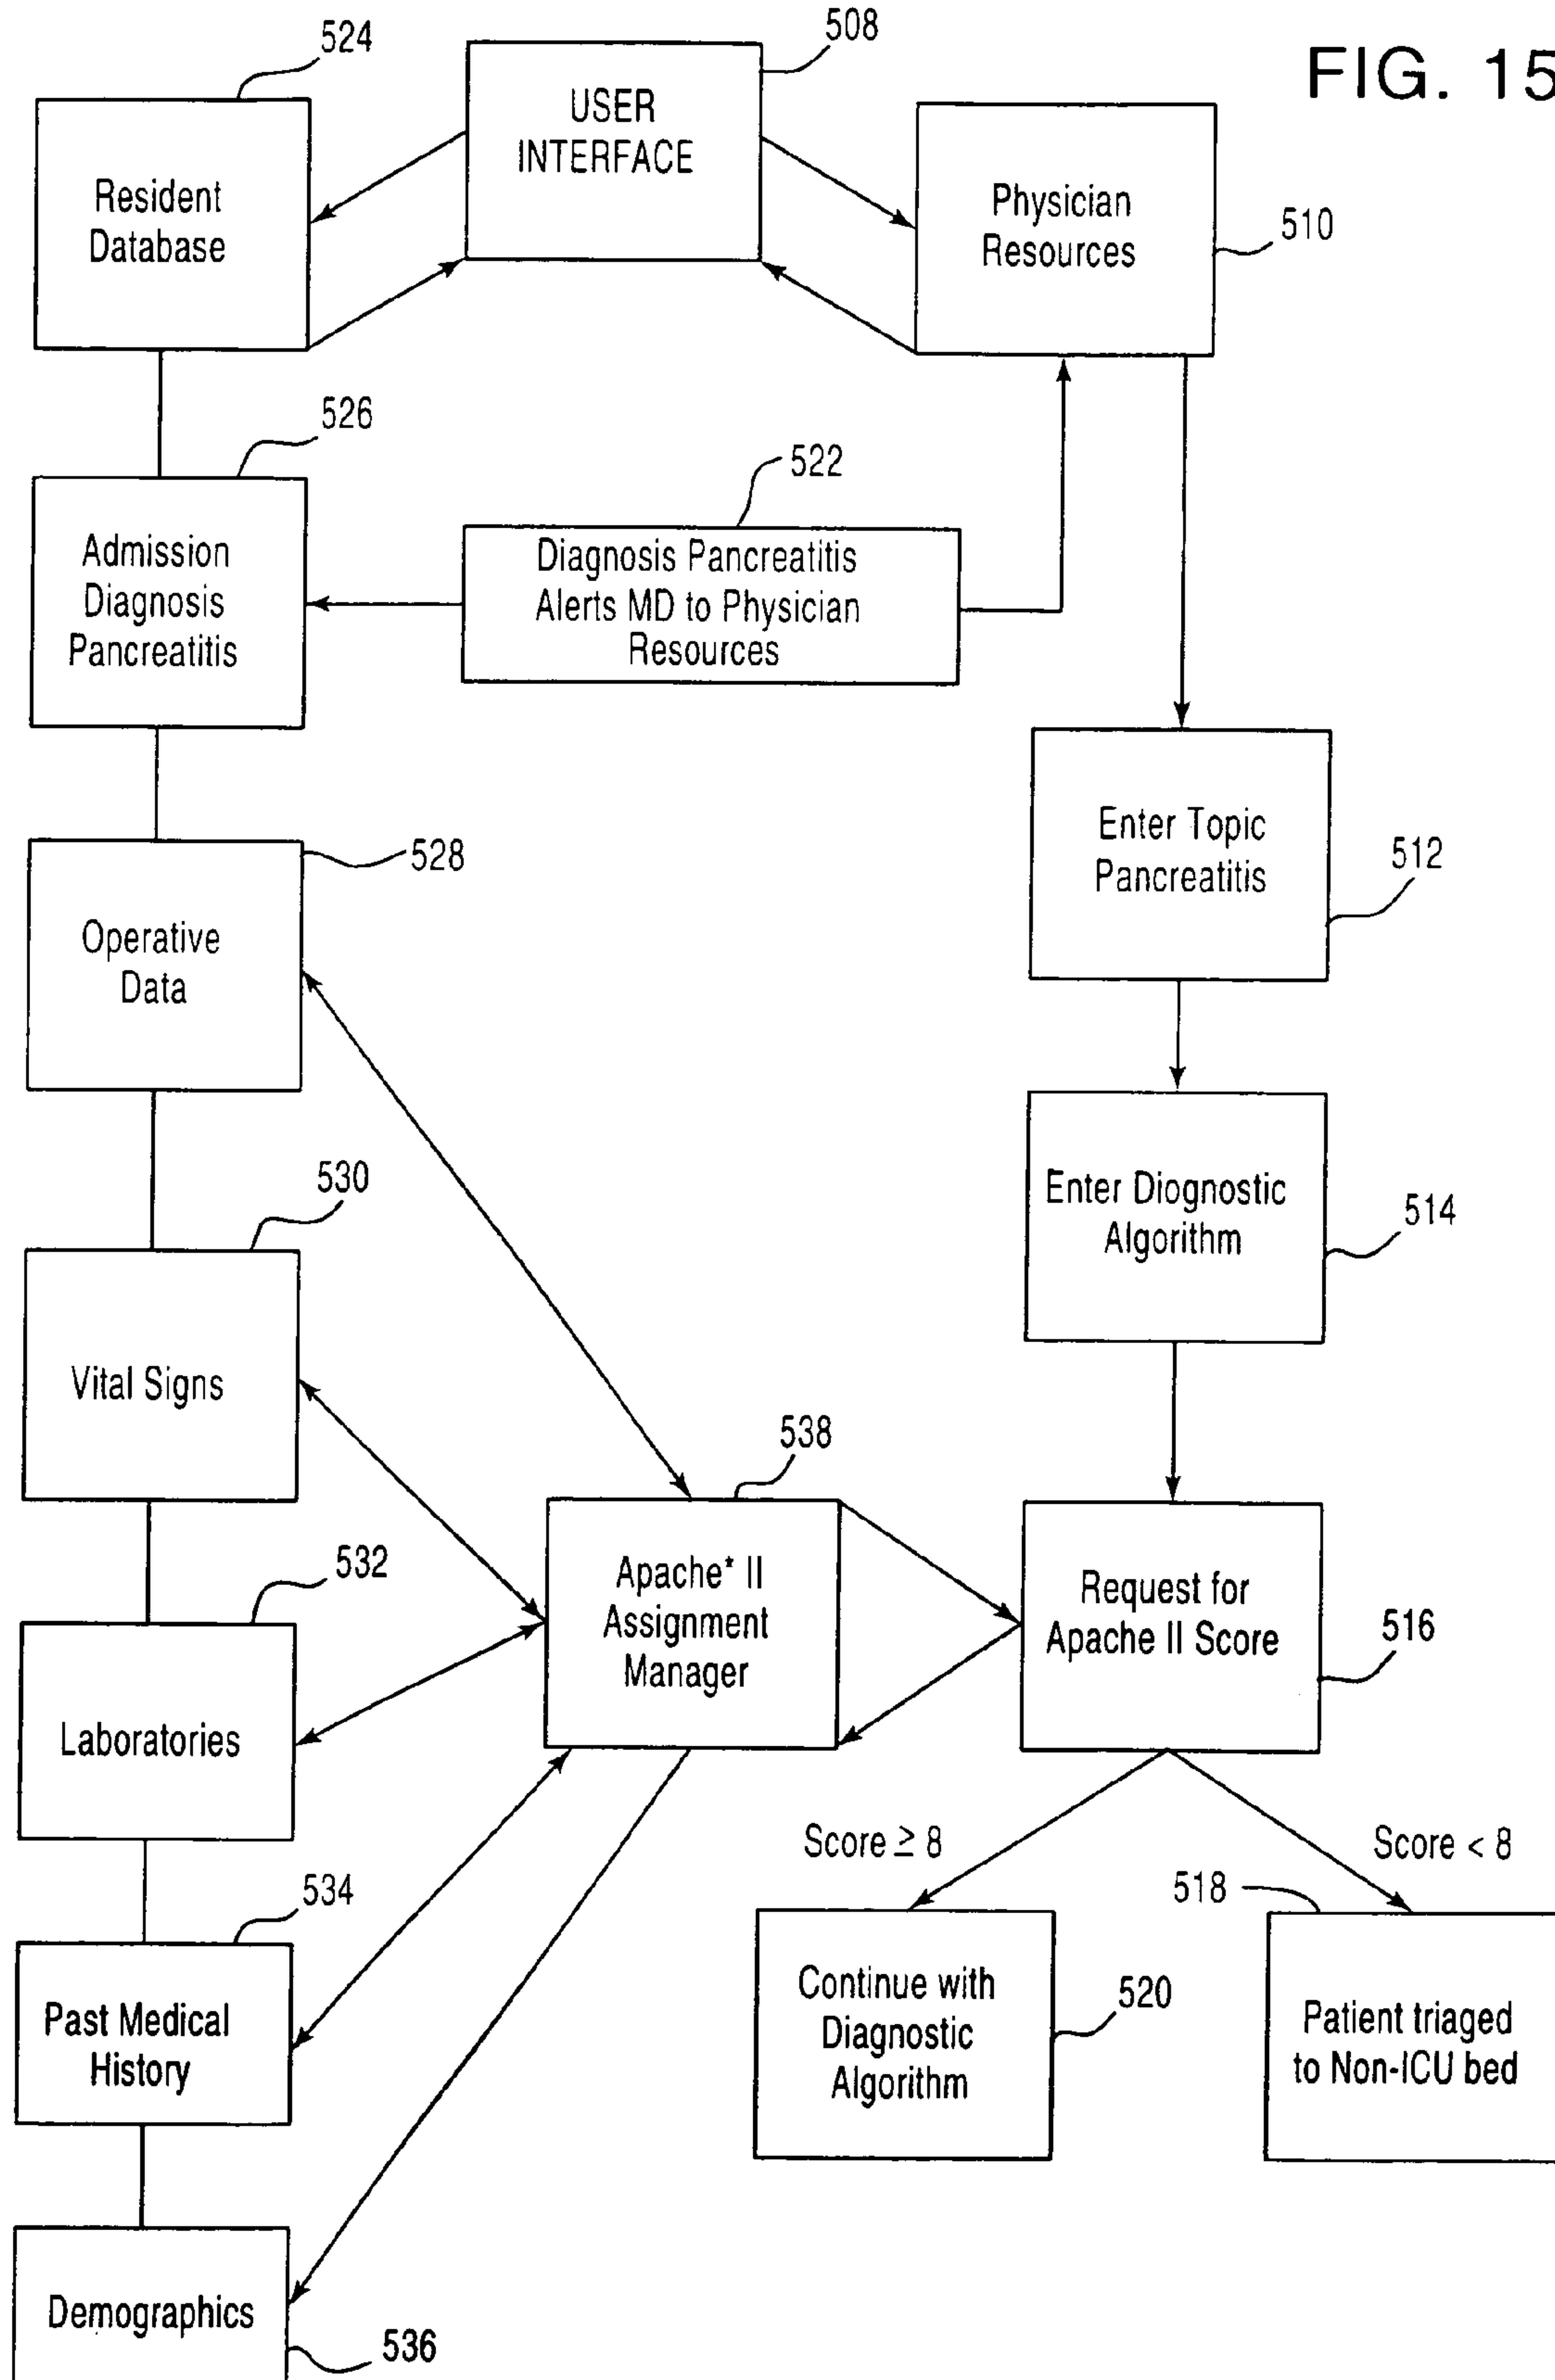 FIG. 15
524
508
USER
INTERFACE
Resident
Database
Physician
Resources
510
526
522
Admission
Diagnosis
Pancreatitis
Diagnosis Pancreatitis
Alerts MD to Physician
Resources
Enter Topic
Pancreatitis
512
528
Operative
Data
Enter Diognostic
Algorithm
514
530
Vital Signs
538
Apache* II
Assignment
Manager
Request for
Apache II Score
516
532
Laboratories
Score ≥ 8
Score < 8
534
518
Past Medical
History
Continue with
Diagnostic
Algorithm
520
Patient triaged
to Non-ICU bed
Demographics
536